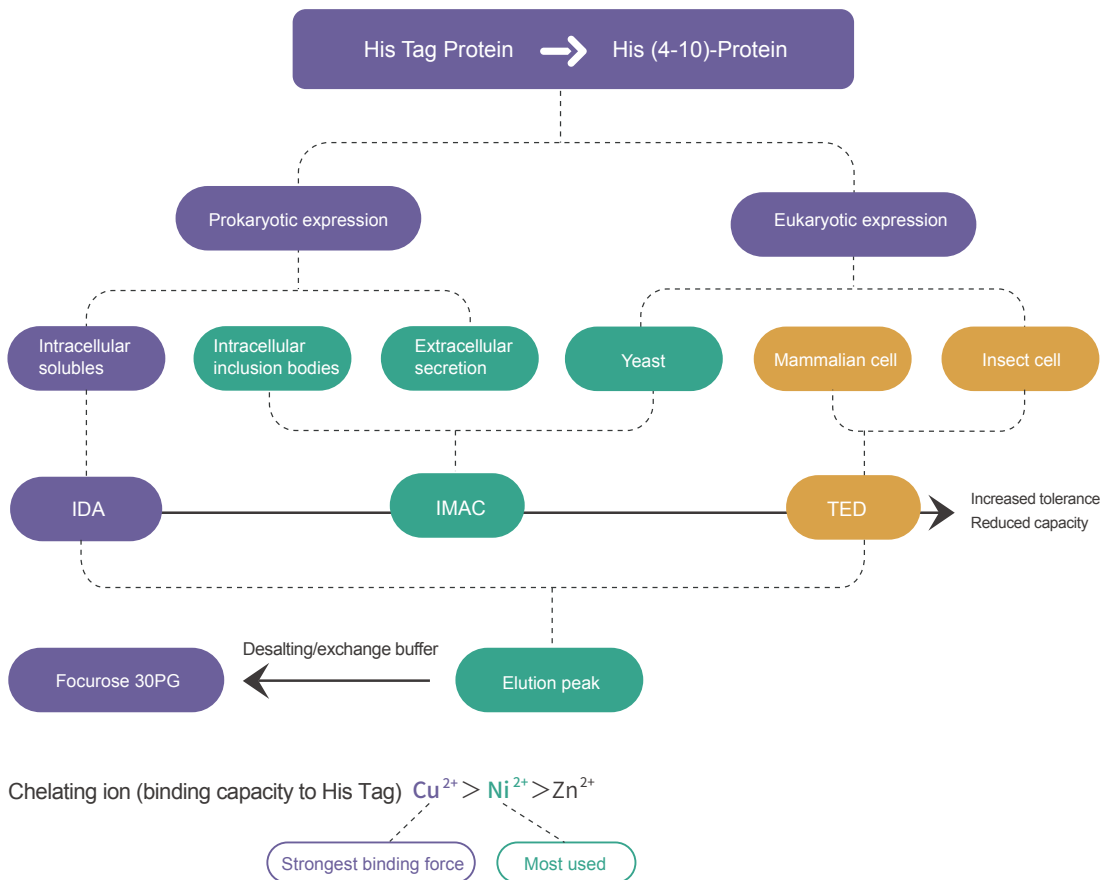 His Tag Protein → His (4-10)-Protein
Prokaryotic expression
Eukaryotic expression
Intracellular
solubles
Intracellular
inclusion bodies
Extracellular
secretion
Yeast
Mammalian cell
Insect cell
IDA
IMAC
TED
Increased tolerance
Reduced capacity
Desalting/exchange buffer
Focurose 30PG
Elution peak
Chelating ion (binding capacity to His Tag) Cu²⁺>Ni²⁺>Zn²⁺
Strongest binding force
Most used